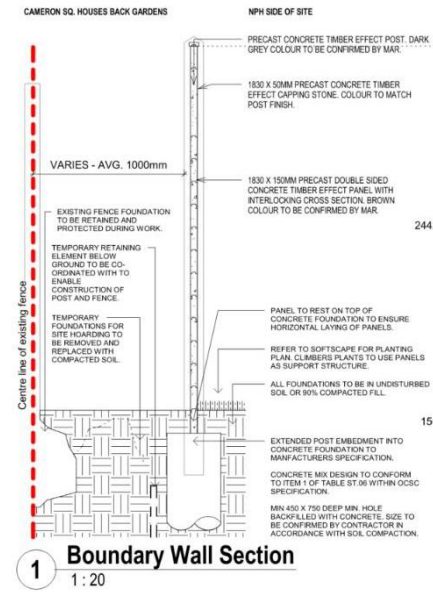 CAMERON SQ. HOUSES BACK GARDENS
NPH SIDE OF SITE
PRECAST CONCRETE TIMBER EFFECT POST. DARK
GREY COLOUR TO BE CONFIRMED BY MAR.
1830 X 50MM PRECAST CONCRETE TIMBER
EFFECT CAPPING STONE. COLOUR TO MATCH
POST FINISH.
VARIES - AVG. 1000mm
1830 X 150MM PRECAST DOUBLE SIDED
CONCRETE TIMBER EFFECT PANEL WITH
INTERLOCKING CROSS SECTION. BROWN
COLOUR TO BE CONFIRMED BY MAR.
EXISTING FENCE FOUNDATION
TO BE RETAINED AND
PROTECTED DURING WORK.
244
TEMPORARY RETAINING
ELEMENT BELOW
GROUND TO BE CO-
ORDINATED WITH TO
ENABLE
CONSTRUCTION OF
POST AND FENCE.
TEMPORARY
FOUNDATIONS FOR
SITE HOARDING TO
BE REMOVED AND
REPLACED WITH
COMPACTED SOIL.
Centre line of existing fence
PANEL TO REST ON TOP OF
CONCRETE FOUNDATION TO ENSURE
HORIZONTAL LAYING OF PANELS.
REFER TO SOFTSCAPE FOR PLANTING
PLAN. CLIMBERS PLANTS TO USE PANELS
AS SUPPORT STRUCTURE.
ALL FOUNDATIONS TO BE IN UNDISTURBED
SOIL OR 90% COMPACTED FILL.
15
EXTENDED POST EMBEDMENT INTO
CONCRETE FOUNDATION TO
MANFACTURERS SPECIFICATION.
CONCRETE MIX DESIGN TO CONFORM
TO ITEM 1 OF TABLE ST.06 WITHIN OCSC
SPECIFICATION.
MIN 450 X 750 DEEP MIN. HOLE
BACKFILLED WITH CONCRETE. SIZE TO
BE CONFIRMED BY CONTRACTOR IN
ACCORDANCE WITH SOIL COMPACTION.
1
Boundary Wall Section
1 : 20